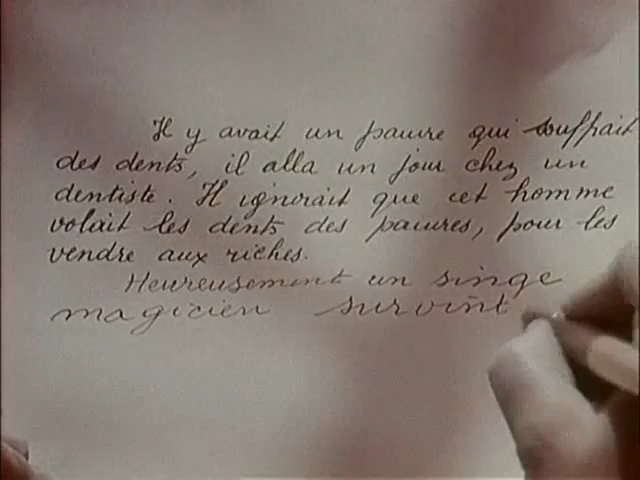 Il y avait un pauvre qui souffrait
des dents, il alla un jour chez un
dentiste. Il ignorait que cet homme
volait les dents des pauvres, pour les
vendre aux riches.
Heureusement un singe
magicien survint